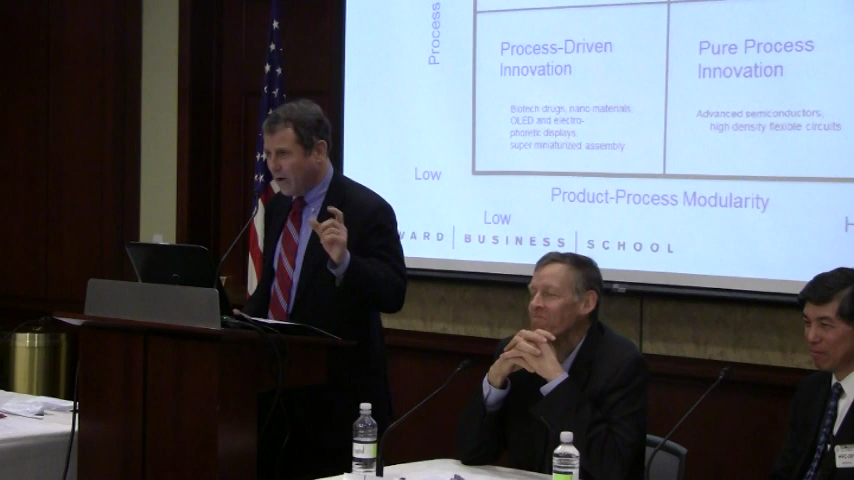 Process
Process-Driven
Innovation
Pure Process
Innovation
Biotech drugs, nano materials,
OLED and electro-
phoretic displays,
super miniaturized assembly
Advanced semiconductors,
high density flexible circuits
Low
Product-Process Modularity
Low
H
VARD BUSINESS SCHOOL